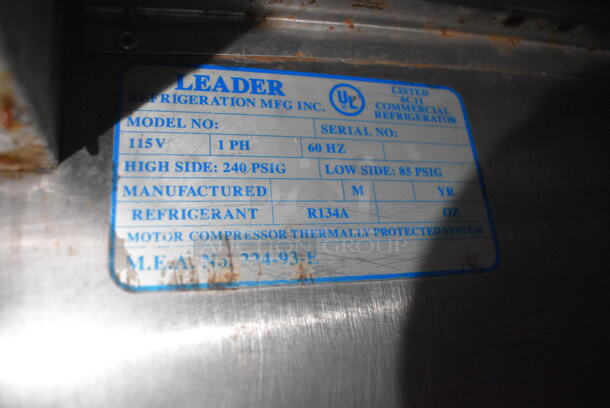 LEADER
REFRIGERATION MFG INC.
UL
LISTED
6C11
COMMERCIAL
REFRIGERATOR
MODEL NO:
SERIAL NO:
115V 1 PH 60 HZ
HIGH SIDE: 240 PSIG LOW SIDE: 85 PSIG
MANUFACTURED M YR
REFRIGERANT R134A OZ
MOTOR COMPRESSOR THERMALLY PROTECTED SYSTEM
M.E.A. No. 224-93-E
GROUP